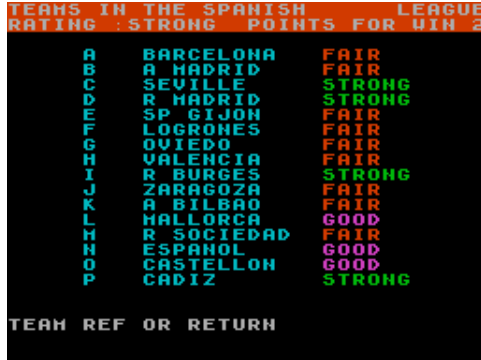 TEAMS IN THE SPANISH LEAGUE
RATING :STRONG POINTS FOR WIN 2
A BARCELONA FAIR
B A MADRID FAIR
C SEVILLE STRONG
D R MADRID STRONG
E SP GIJON FAIR
F LOGRONES FAIR
G OVIEDO FAIR
H VALENCIA FAIR
I R BURGES STRONG
J ZARAGOZA FAIR
K A BILBAO FAIR
L MALLORCA GOOD
M R SOCIEDAD FAIR
N ESPANOL GOOD
O CASTELLON GOOD
P CADIZ STRONG
TEAM REF OR RETURN